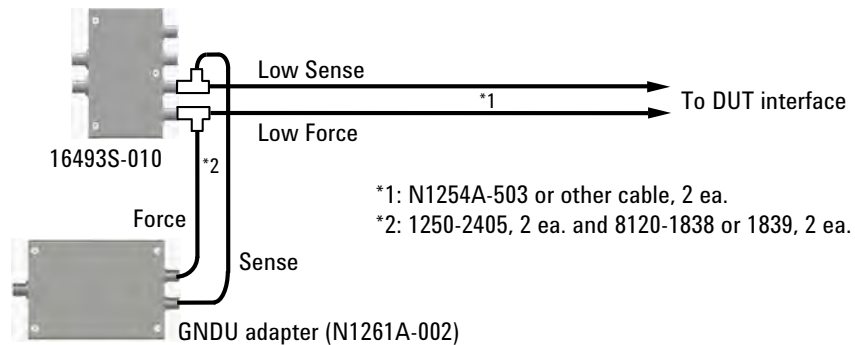 Low Sense
*1
To DUT interface
Low Force
16493S-010
*2
*1: N1254A-503 or other cable, 2 ea.
*2: 1250-2405, 2 ea. and 8120-1838 or 1839, 2 ea.
Force
Sense
GNDU adapter (N1261A-002)